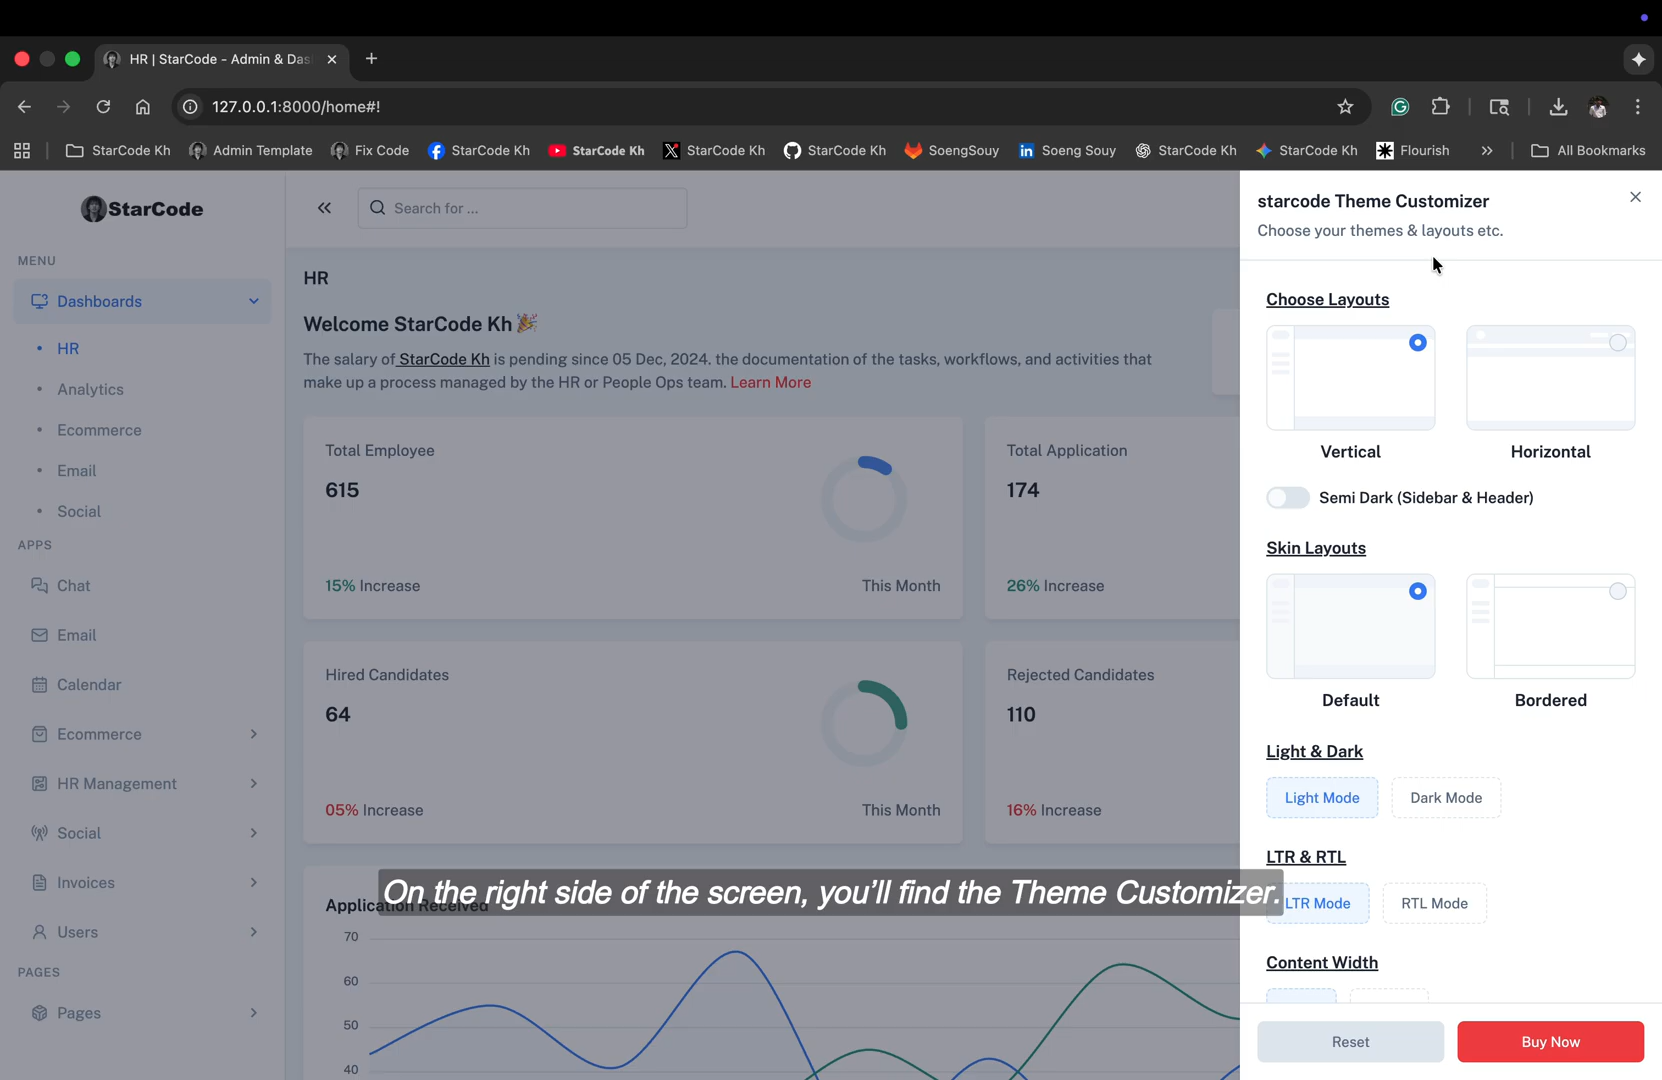 HR | StarCode - Admin & Das
127.0.0.1:8000/home#!
StarCode Kh
Admin Template
Fix Code
StarCode Kh
StarCode Kh
StarCode Kh
StarCode Kh
SoengSouy
Soeng Souy
StarCode Kh
StarCode Kh
Flourish
All Bookmarks
StarCode
MENU
Dashboards
HR
Analytics
Ecommerce
Email
Social
APPS
Chat
Email
Calendar
Ecommerce
HR Management
Social
Invoices
Users
PAGES
Pages
Search for ...
HR
Welcome StarCode Kh🎉
The salary of StarCode Kh is pending since 05 Dec, 2024. the documentation of the tasks, workflows, and activities that
make up a process managed by the HR or People Ops team. Learn More
Total Employee
615
15% Increase
This Month
Total Application
174
26% Increase
Hired Candidates
64
05% Increase
This Month
Rejected Candidates
110
16% Increase
Application Received
70
60
50
40
On the right side of the screen, you'll find the Theme Customizer.
starcode Theme Customizer
Choose your themes & layouts etc.
Choose Layouts
Vertical
Horizontal
Semi Dark (Sidebar & Header)
Skin Layouts
Default
Bordered
Light & Dark
Light Mode
Dark Mode
LTR & RTL
LTR Mode
RTL Mode
Content Width
Reset
Buy Now